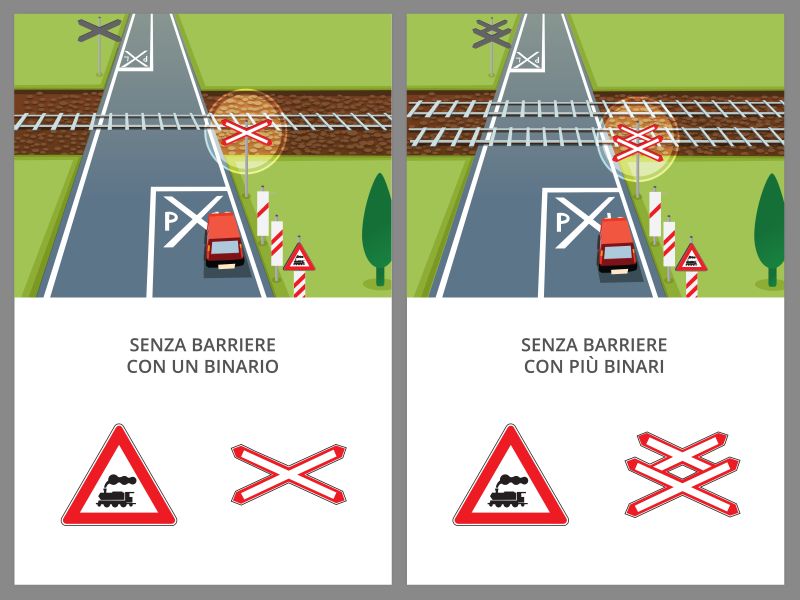 P L
P L
P
P
SENZA BARRIERE
CON UN BINARIO
SENZA BARRIERE
CON PIÙ BINARI